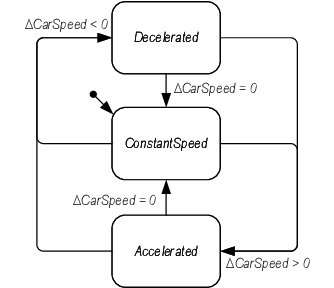 ΔCarSpeed < 0
Decelerated
ΔCarSpeed = 0
ConstantSpeed
ΔCarSpeed = 0
Accelerated
ΔCarSpeed > 0